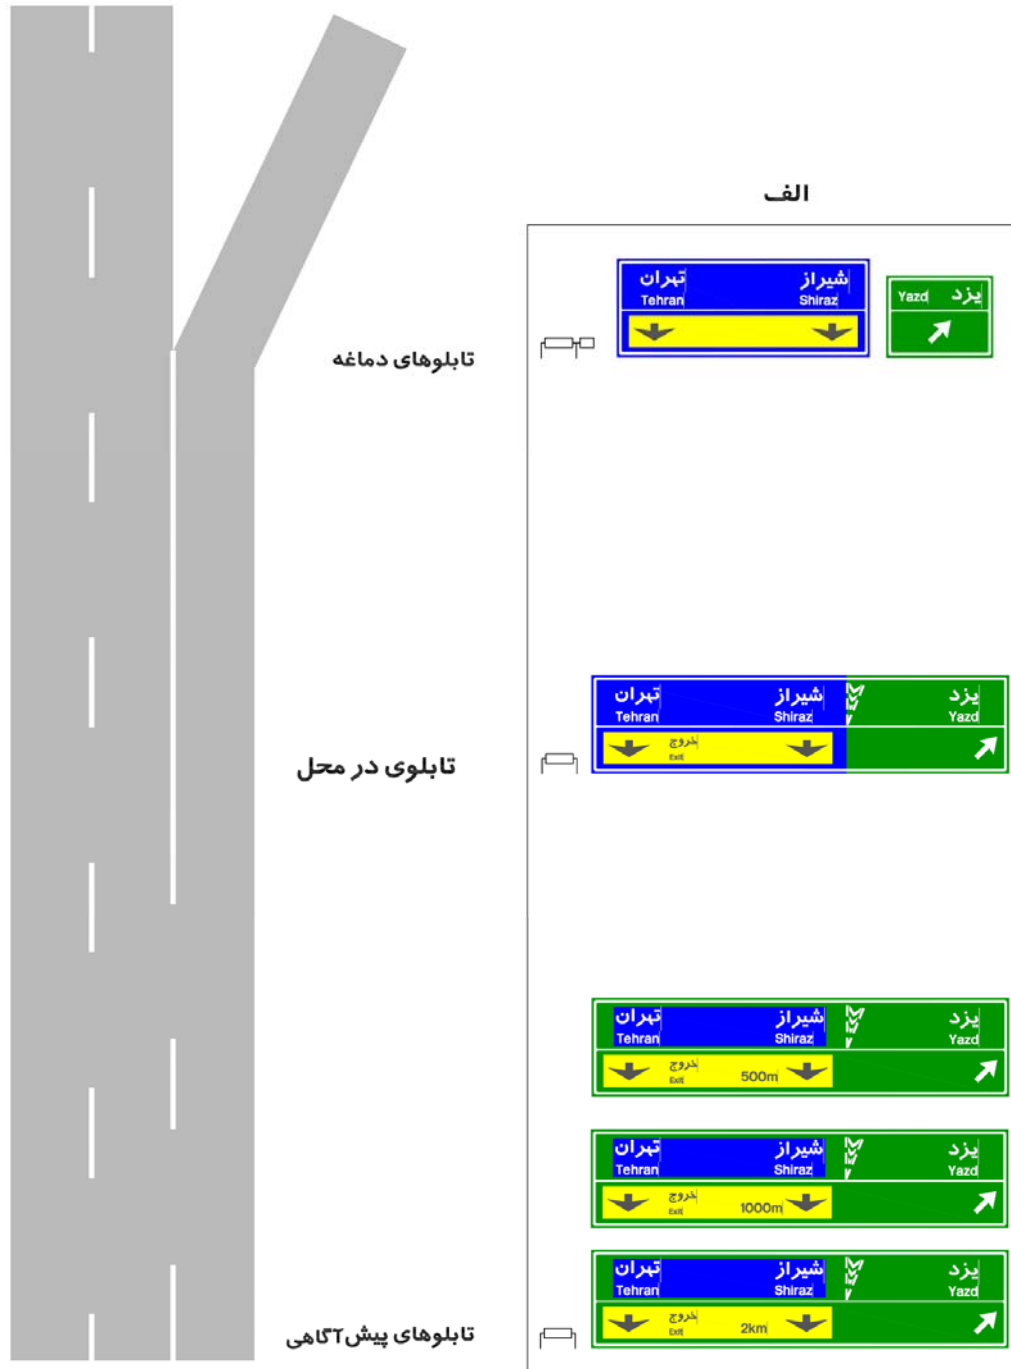 الف
تهران شیراز
Tehran Shiraz
یزد Yazd
تابلوهای دماغه
تهران شیراز یزد
Tehran Shiraz Yazd
خروج
Exit
تابلوی در محل
تهران شیراز یزد
Tehran Shiraz Yazd
خروج
Exit 500m
تهران شیراز یزد
Tehran Shiraz Yazd
خروج
Exit 1000m
تهران شیراز یزد
Tehran Shiraz Yazd
خروج
Exit 2km
تابلوهای پیش‌آگاهی